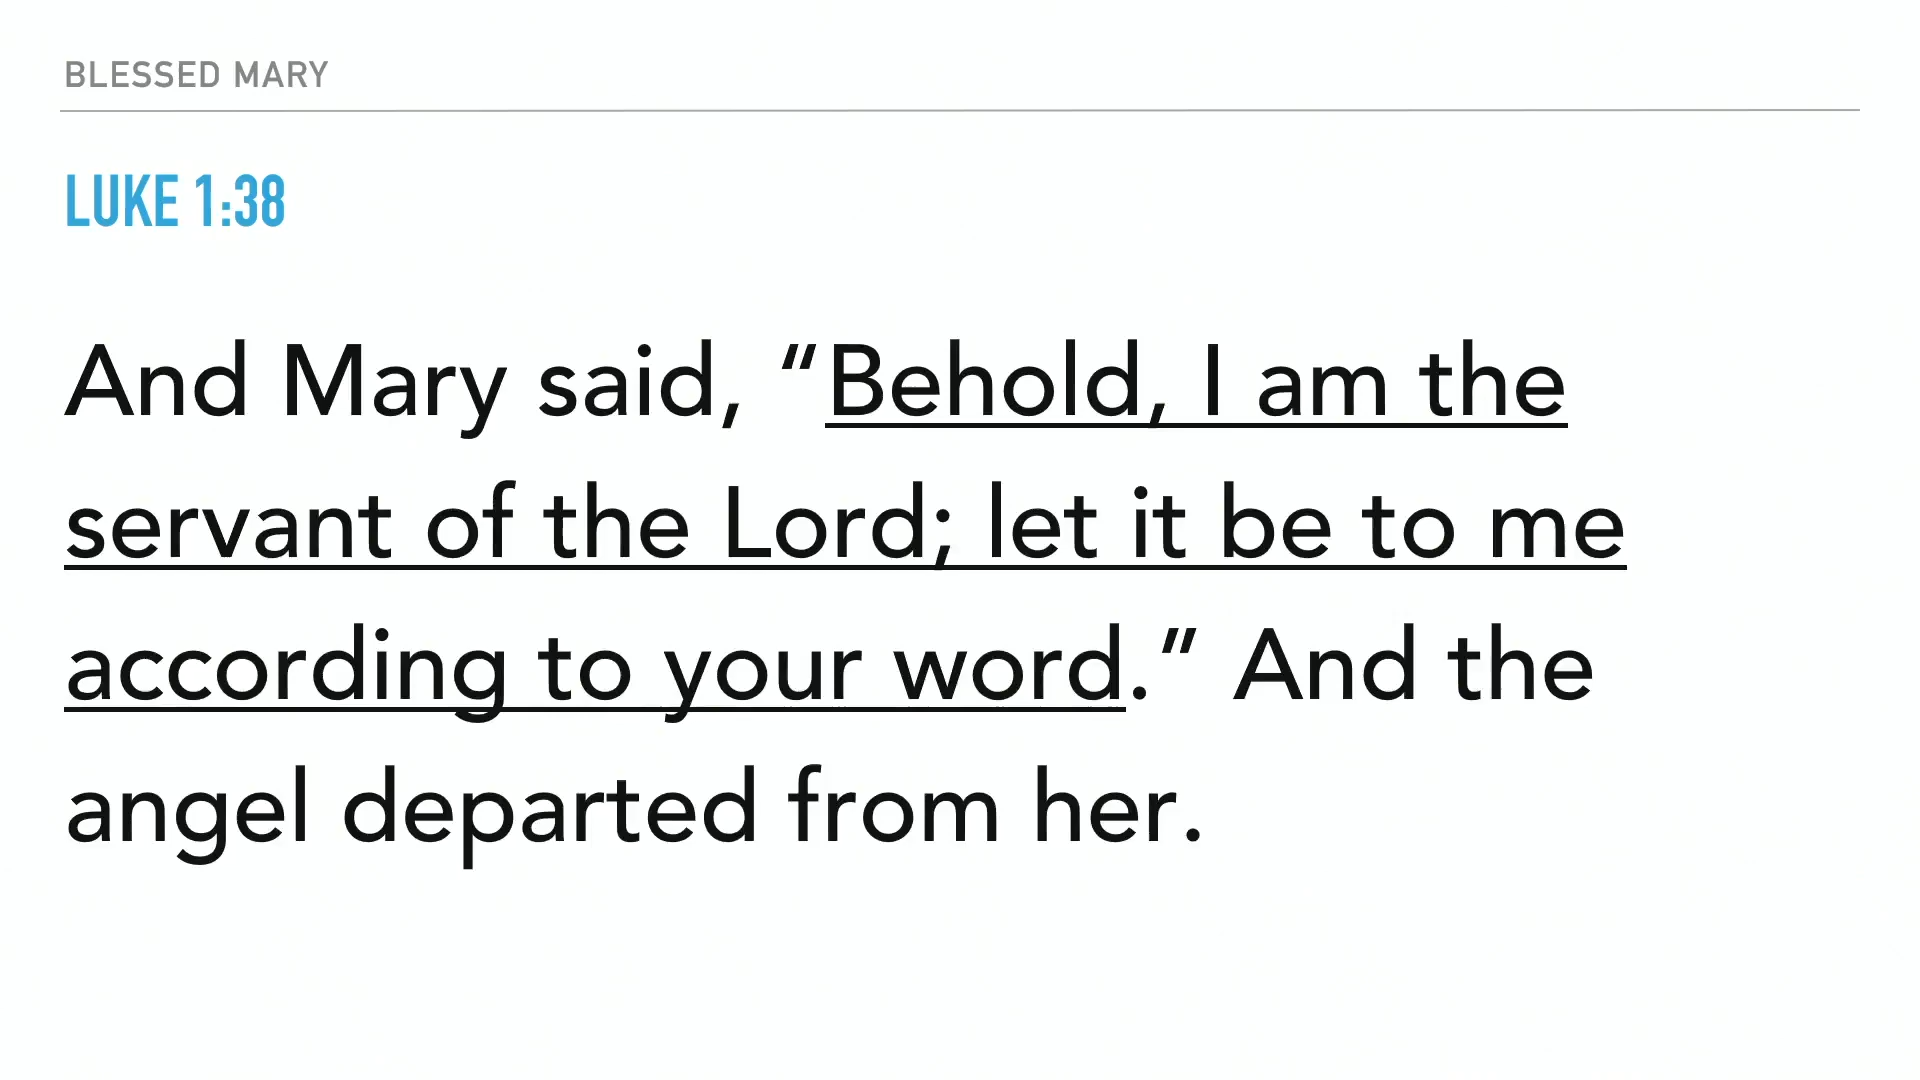 BLESSED MARY
LUKE 1:38
And Mary said, “Behold, I am the
servant of the Lord; let it be to me
according to your word.” And the
angel departed from her.